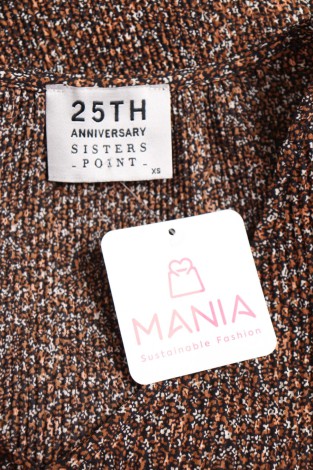 25TH
ANNIVERSARY
SISTERS
- POINT -
XS
MANIA
Sustainable Fashion